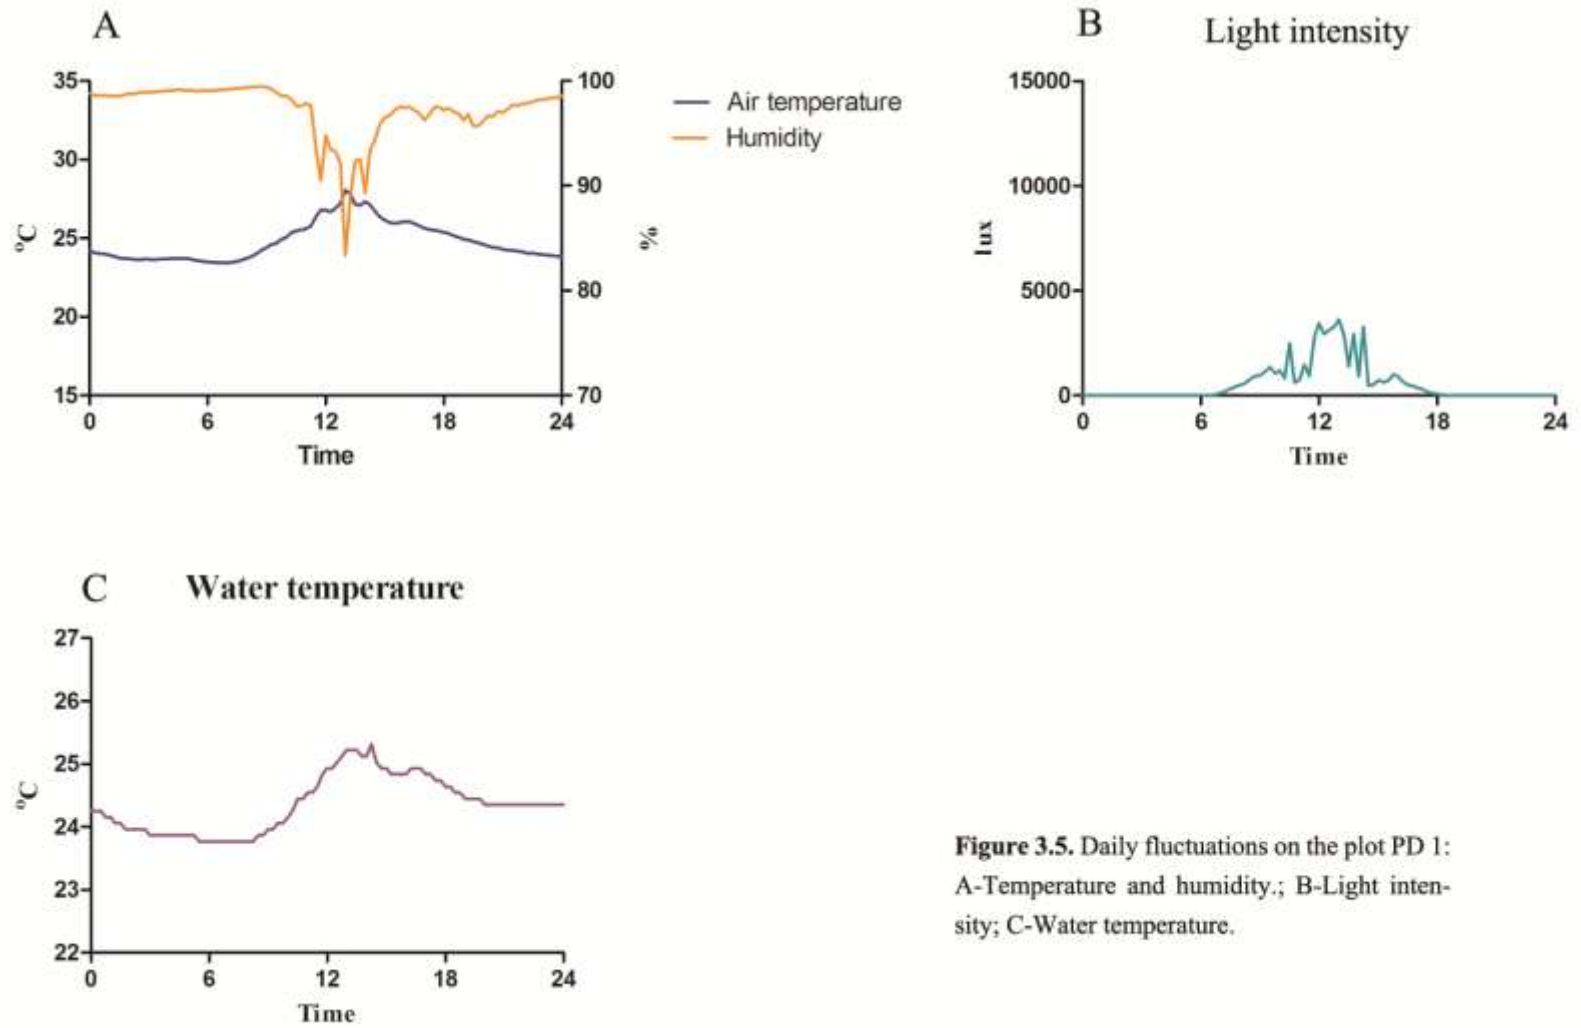 A
35
30
25
20
15
ºC
100
90
80
70
%
0 6 12 18 24
Time
Air temperature
Humidity
B
Light intensity
15000
10000
5000
0
lux
0 6 12 18 24
Time
C
Water temperature
27
26
25
24
23
22
ºC
0 6 12 18 24
Time
Figure 3.5. Daily fluctuations on the plot PD 1:
A-Temperature and humidity.; B-Light inten-
sity; C-Water temperature.